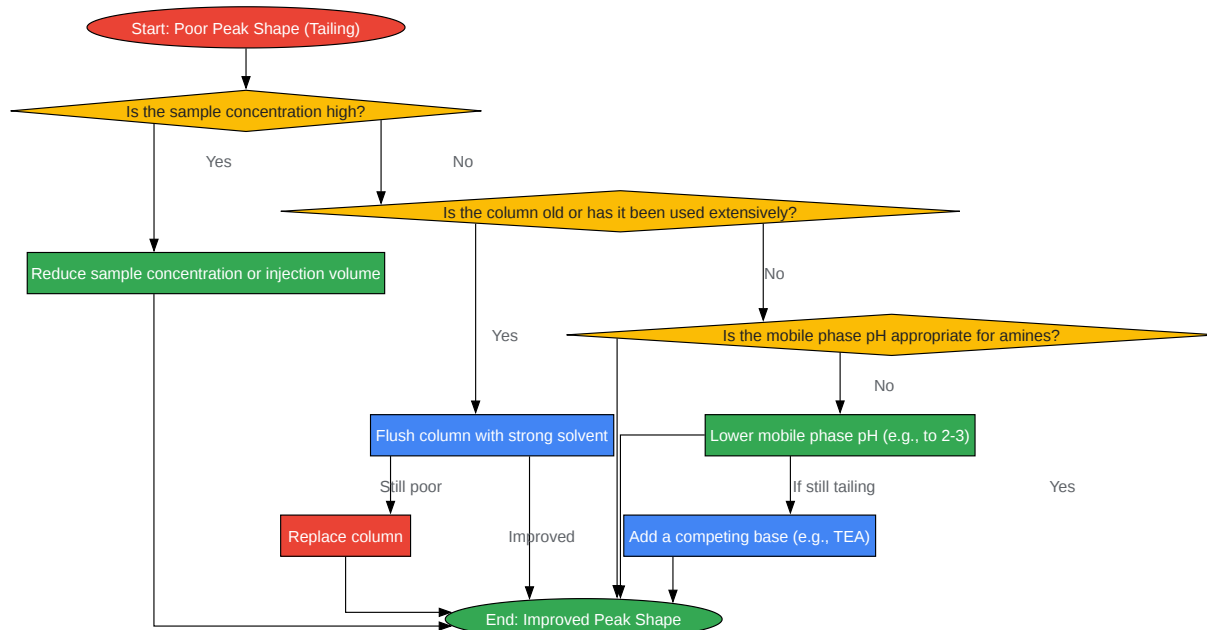 Start: Poor Peak Shape (Tailing)
Is the sample concentration high?
Yes
No
Is the column old or has it been used extensively?
Reduce sample concentration or injection volume
No
Yes
Is the mobile phase pH appropriate for amines?
No
Flush column with strong solvent
Lower mobile phase pH (e.g., to 2-3)
Still poor
If still tailing
Yes
Replace column
Improved
Add a competing base (e.g., TEA)
End: Improved Peak Shape